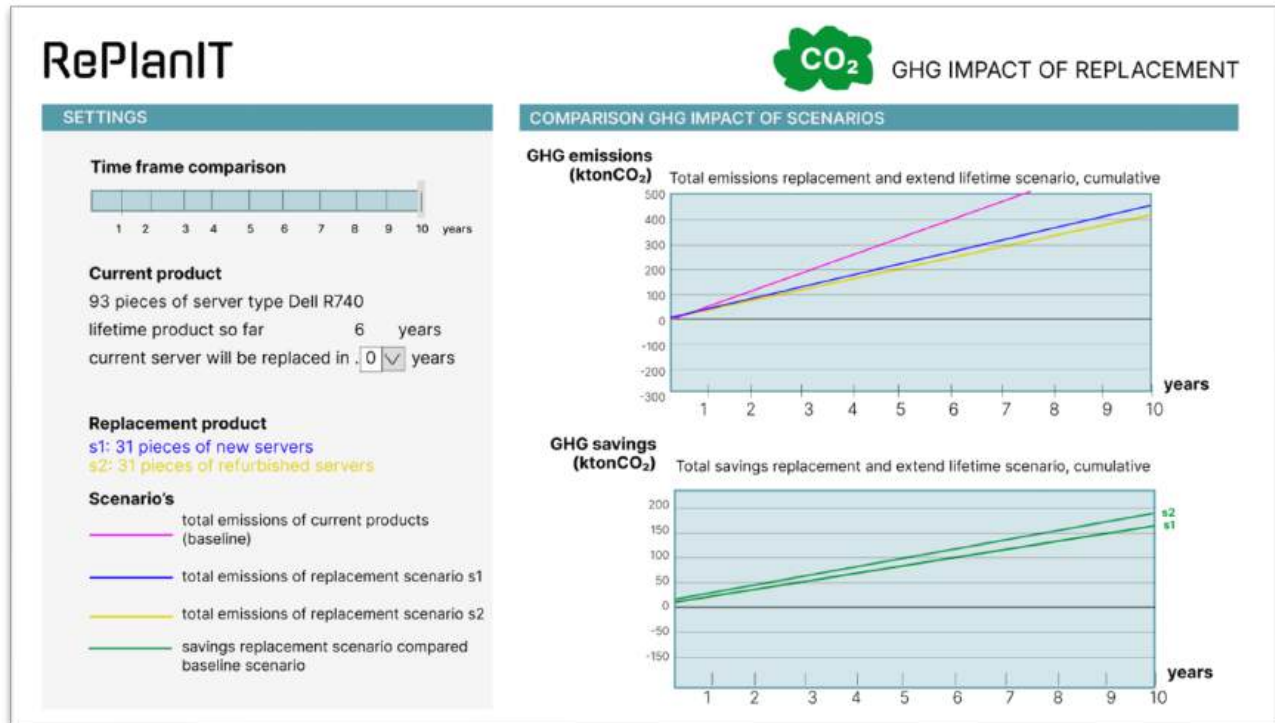 RePlanIT
CO₂
GHG IMPACT OF REPLACEMENT
SETTINGS
Time frame comparison
1 2 3 4 5 6 7 8 9 10 years
Current product
93 pieces of server type Dell R740
lifetime product so far 6 years
current server will be replaced in . 0 years
Replacement product
s1: 31 pieces of new servers
s2: 31 pieces of refurbished servers
Scenario's
total emissions of current products
(baseline)
total emissions of replacement scenario s1
total emissions of replacement scenario s2
savings replacement scenario compared
baseline scenario
COMPARISON GHG IMPACT OF SCENARIOS
GHG emissions
(ktonCO₂)
Total emissions replacement and extend lifetime scenario, cumulative
500
400
300
200
100
0
-100
-200
-300
years
1 2 3 4 5 6 7 8 9 10
GHG savings
(ktonCO₂)
Total savings replacement and extend lifetime scenario, cumulative
200
150
100
50
0
-50
-150
s2
s1
years
1 2 3 4 5 6 7 8 9 10